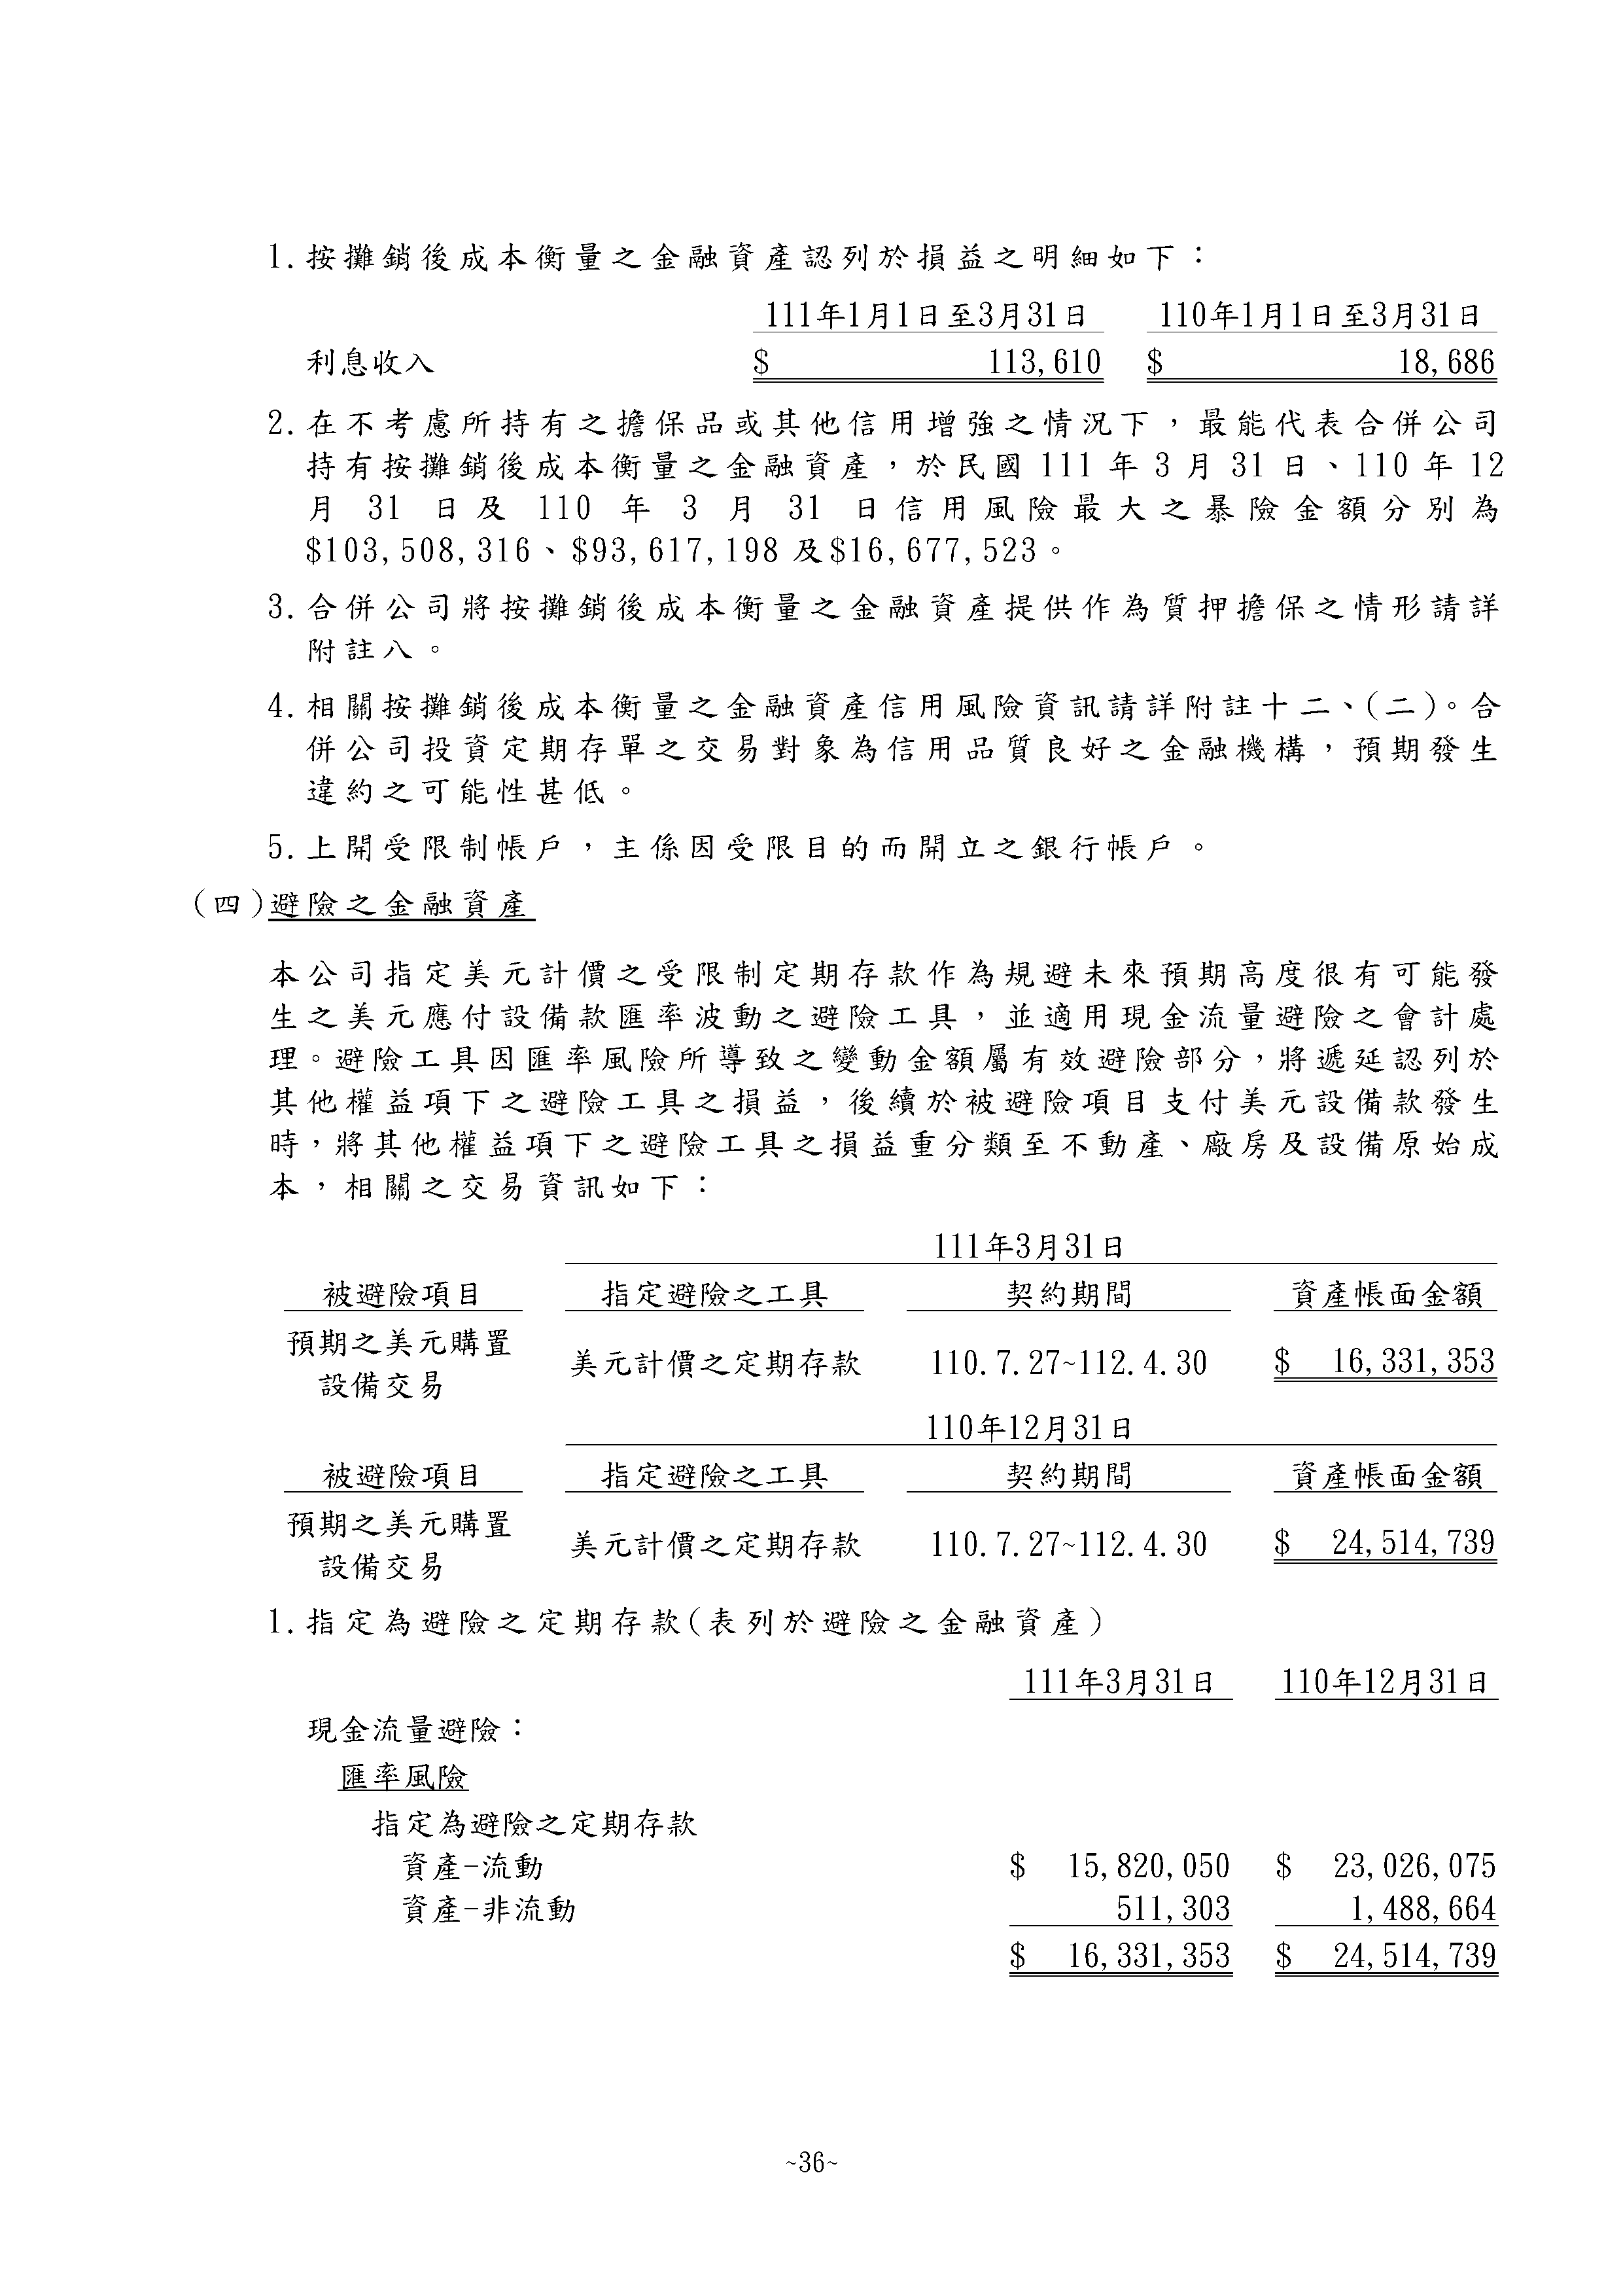 1.按攤銷後成本衡量之金融資產認列於損益之明細如下：
111年1月1日至3月31日 110年1月1日至3月31日
利息收入 $ 113,610 $ 18,686
2.在不考慮所持有之擔保品或其他信用增強之情況下，最能代表合併公司
持有按攤銷後成本衡量之金融資產，於民國 111 年 3 月 31 日、110 年 12
月 31 日及 110 年 3 月 31 日信用風險最大之暴險金額分別為
$103,508,316、$93,617,198 及$16,677,523。
3.合併公司將按攤銷後成本衡量之金融資產提供作為質押擔保之情形請詳
附註八。
4.相關按攤銷後成本衡量之金融資產信用風險資訊請詳附註十二、(二)。合
併公司投資定期存單之交易對象為信用品質良好之金融機構，預期發生
違約之可能性甚低。
5.上開受限制帳戶，主係因受限目的而開立之銀行帳戶。
(四)避險之金融資產
本公司指定美元計價之受限制定期存款作為規避未來預期高度很有可能發
生之美元應付設備款匯率波動之避險工具，並適用現金流量避險之會計處
理。避險工具因匯率風險所導致之變動金額屬有效避險部分，將遞延認列於
其他權益項下之避險工具之損益，後續於被避險項目支付美元設備款發生
時，將其他權益項下之避險工具之損益重分類至不動產、廠房及設備原始成
本，相關之交易資訊如下：
111年3月31日
被避險項目 指定避險之工具 契約期間 資產帳面金額
預期之美元購置
設備交易 美元計價之定期存款 110.7.27~112.4.30 $ 16,331,353
110年12月31日
被避險項目 指定避險之工具 契約期間 資產帳面金額
預期之美元購置
設備交易 美元計價之定期存款 110.7.27~112.4.30 $ 24,514,739
1.指定為避險之定期存款(表列於避險之金融資產)
111年3月31日 110年12月31日
現金流量避險：
匯率風險
指定為避險之定期存款
資產-流動 $ 15,820,050 $ 23,026,075
資產-非流動 511,303 1,488,664
$ 16,331,353 $ 24,514,739
~36~